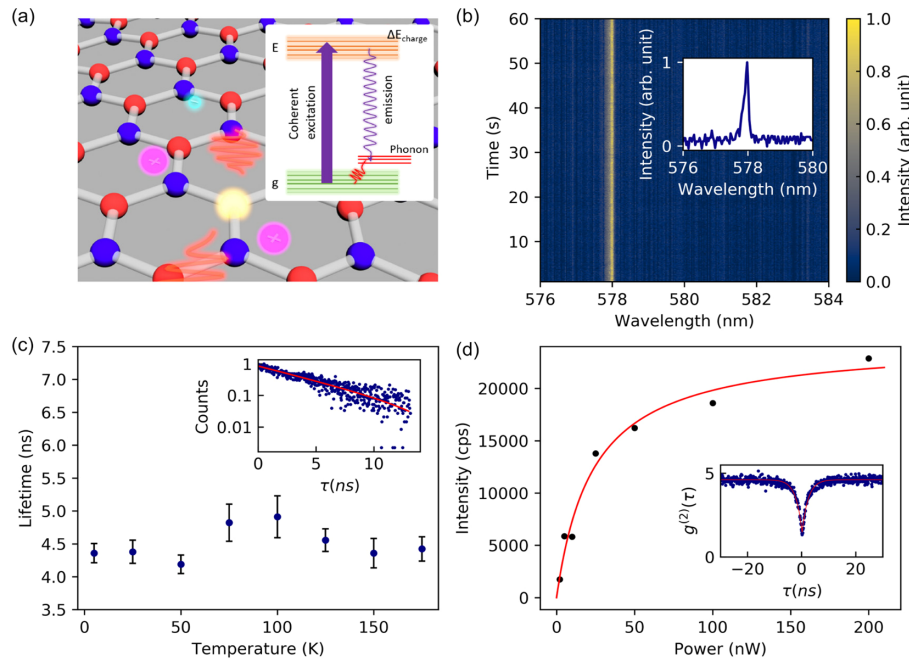 (a)
E
ΔEcharge
Coherent
excitation
emission
Phonon
g
(b)
60
50
40
30
20
10
Time (s)
576
578
580
582
584
Wavelength (nm)
Intensity (arb. unit)
1
0
576
578
580
Wavelength (nm)
1.0
0.8
0.6
0.4
0.2
0.0
Intensity (arb. unit)
(c)
7.5
7.0
6.5
6.0
5.5
5.0
4.5
4.0
3.5
Lifetime (ns)
0
50
100
150
Temperature (K)
Counts
1
0.1
0.01
0
5
10
τ(ns)
(d)
20000
15000
10000
5000
0
Intensity (cps)
0
50
100
150
200
Power (nW)
g(2)(τ)
5
0
−20
0
20
τ(ns)